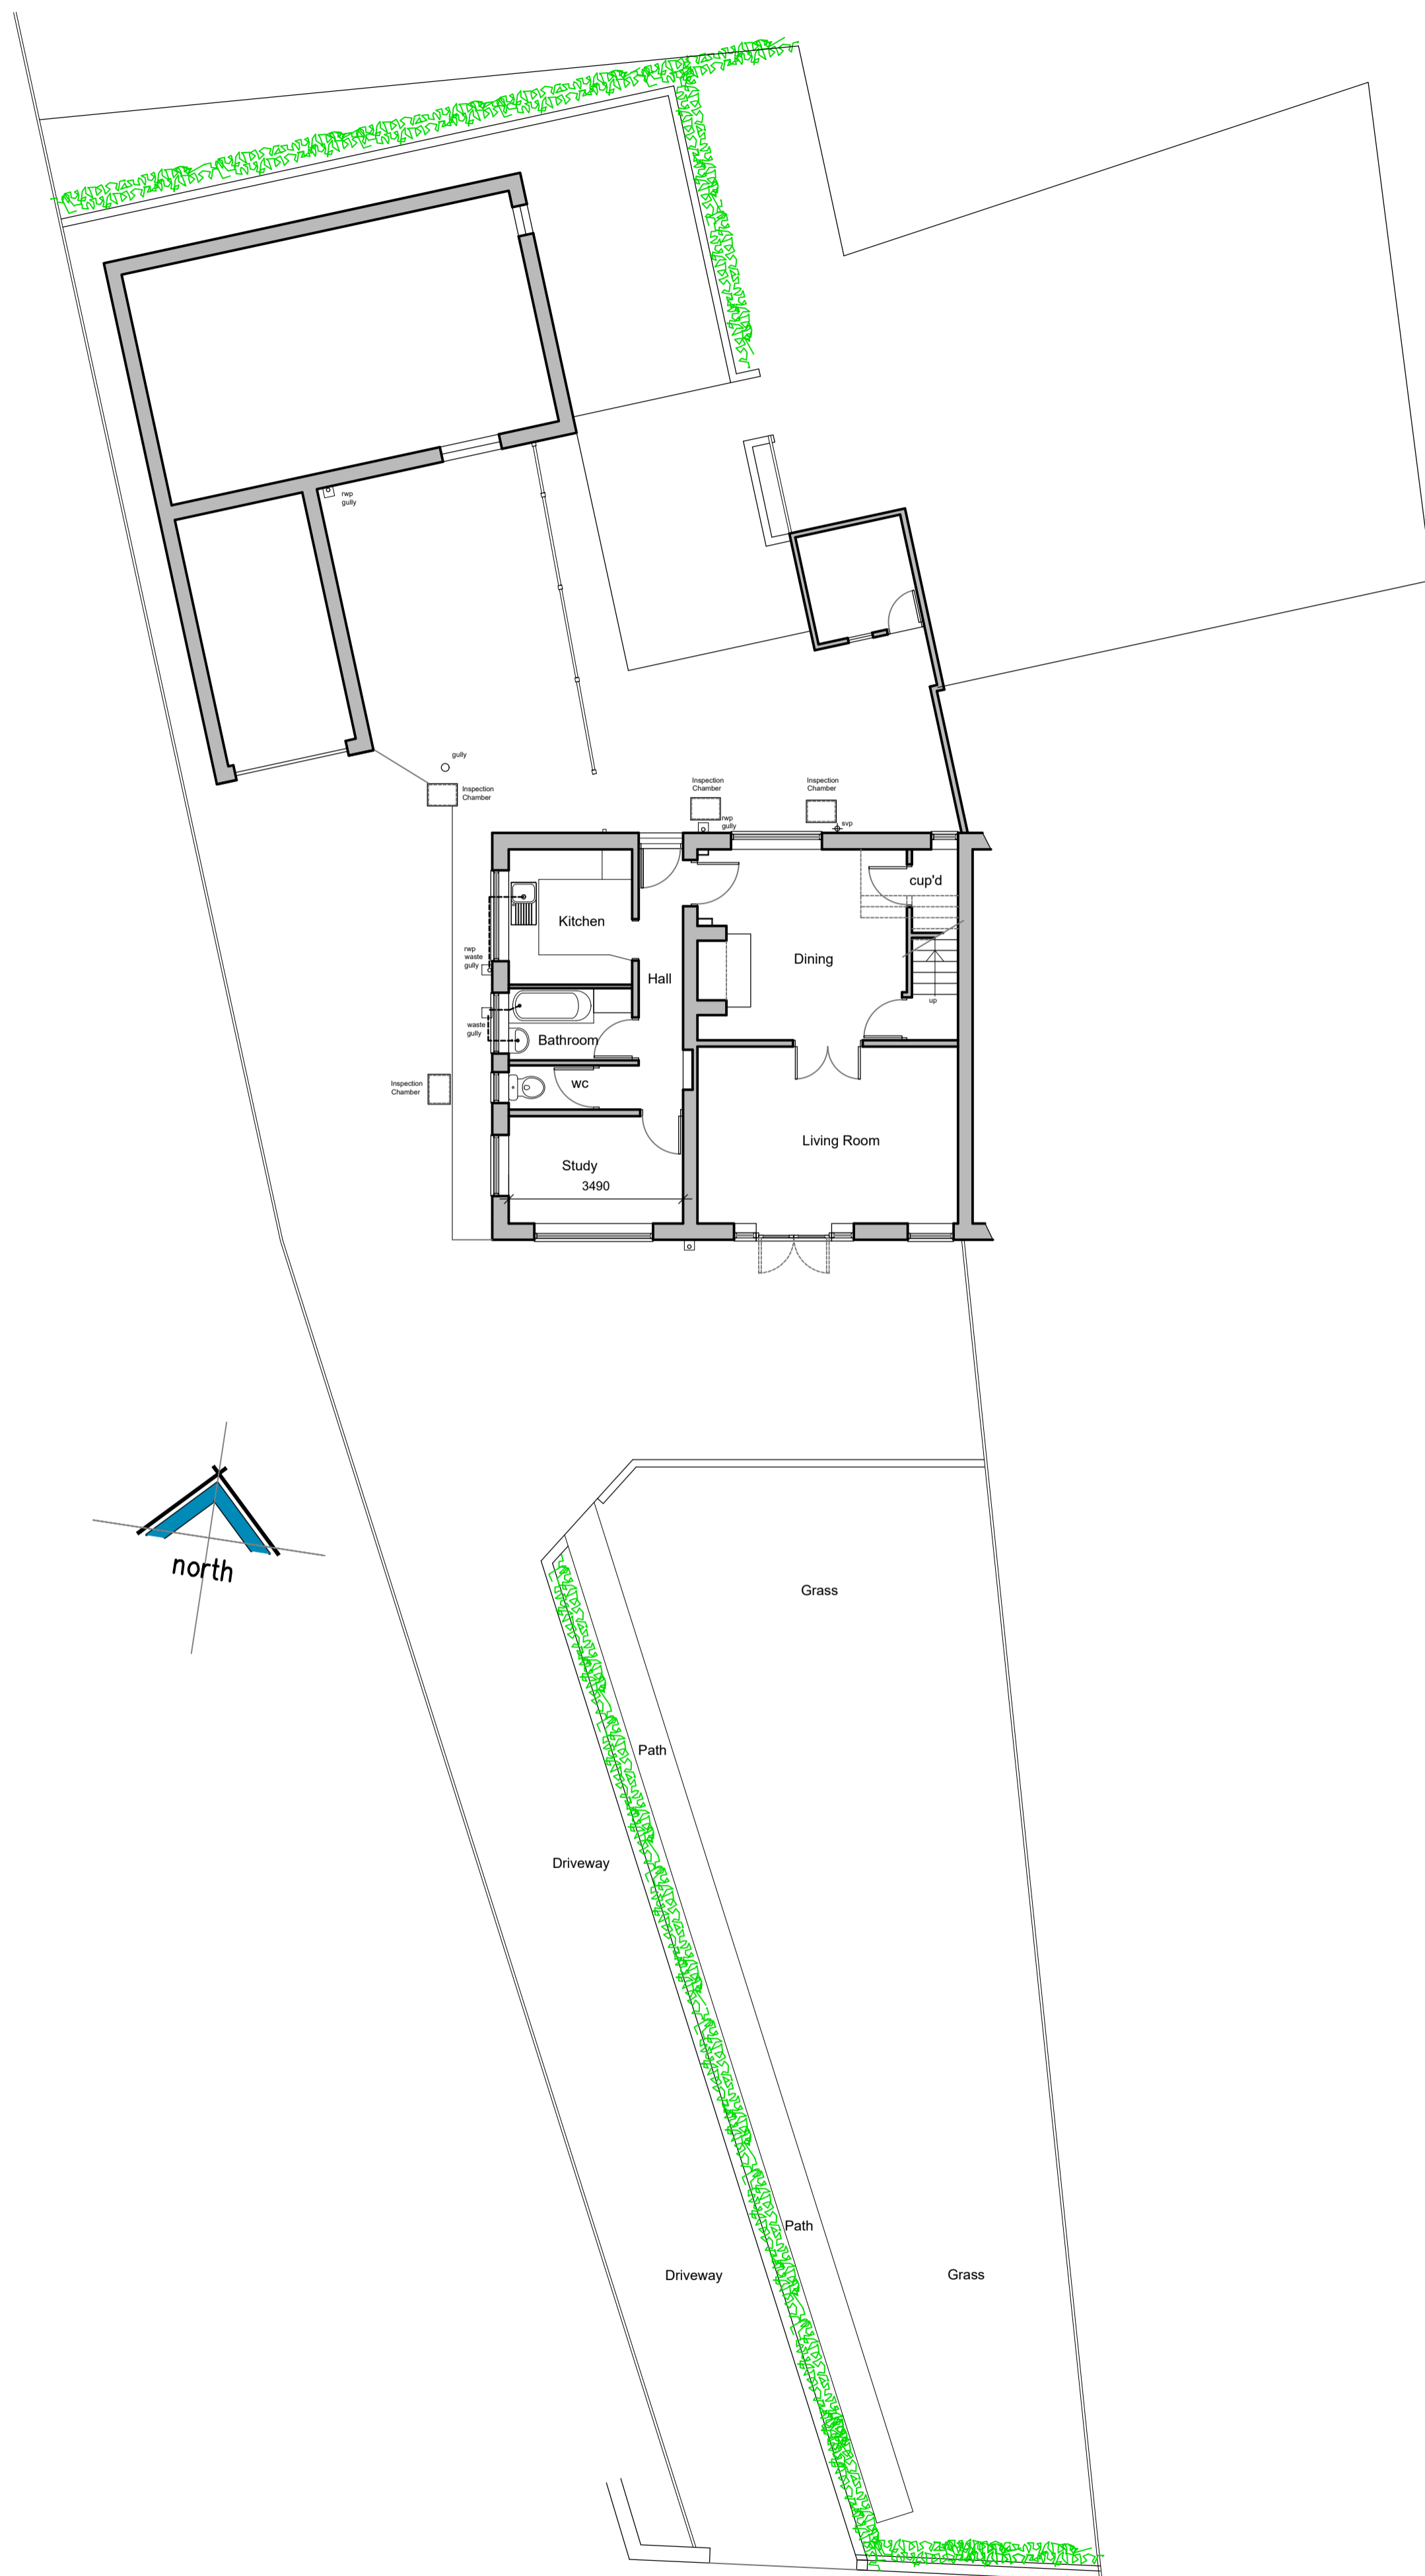 rwp
gully
gully
Inspection
Chamber
Inspection
Chamber
Inspection
Chamber
rwp
gully
svp
cup'd
Kitchen
rwp
waste
gully
Hall
Dining
up
waste
gully
Bathroom
wc
Inspection
Chamber
Living Room
Study
3490
north
Grass
Path
Driveway
Path
Driveway
Grass